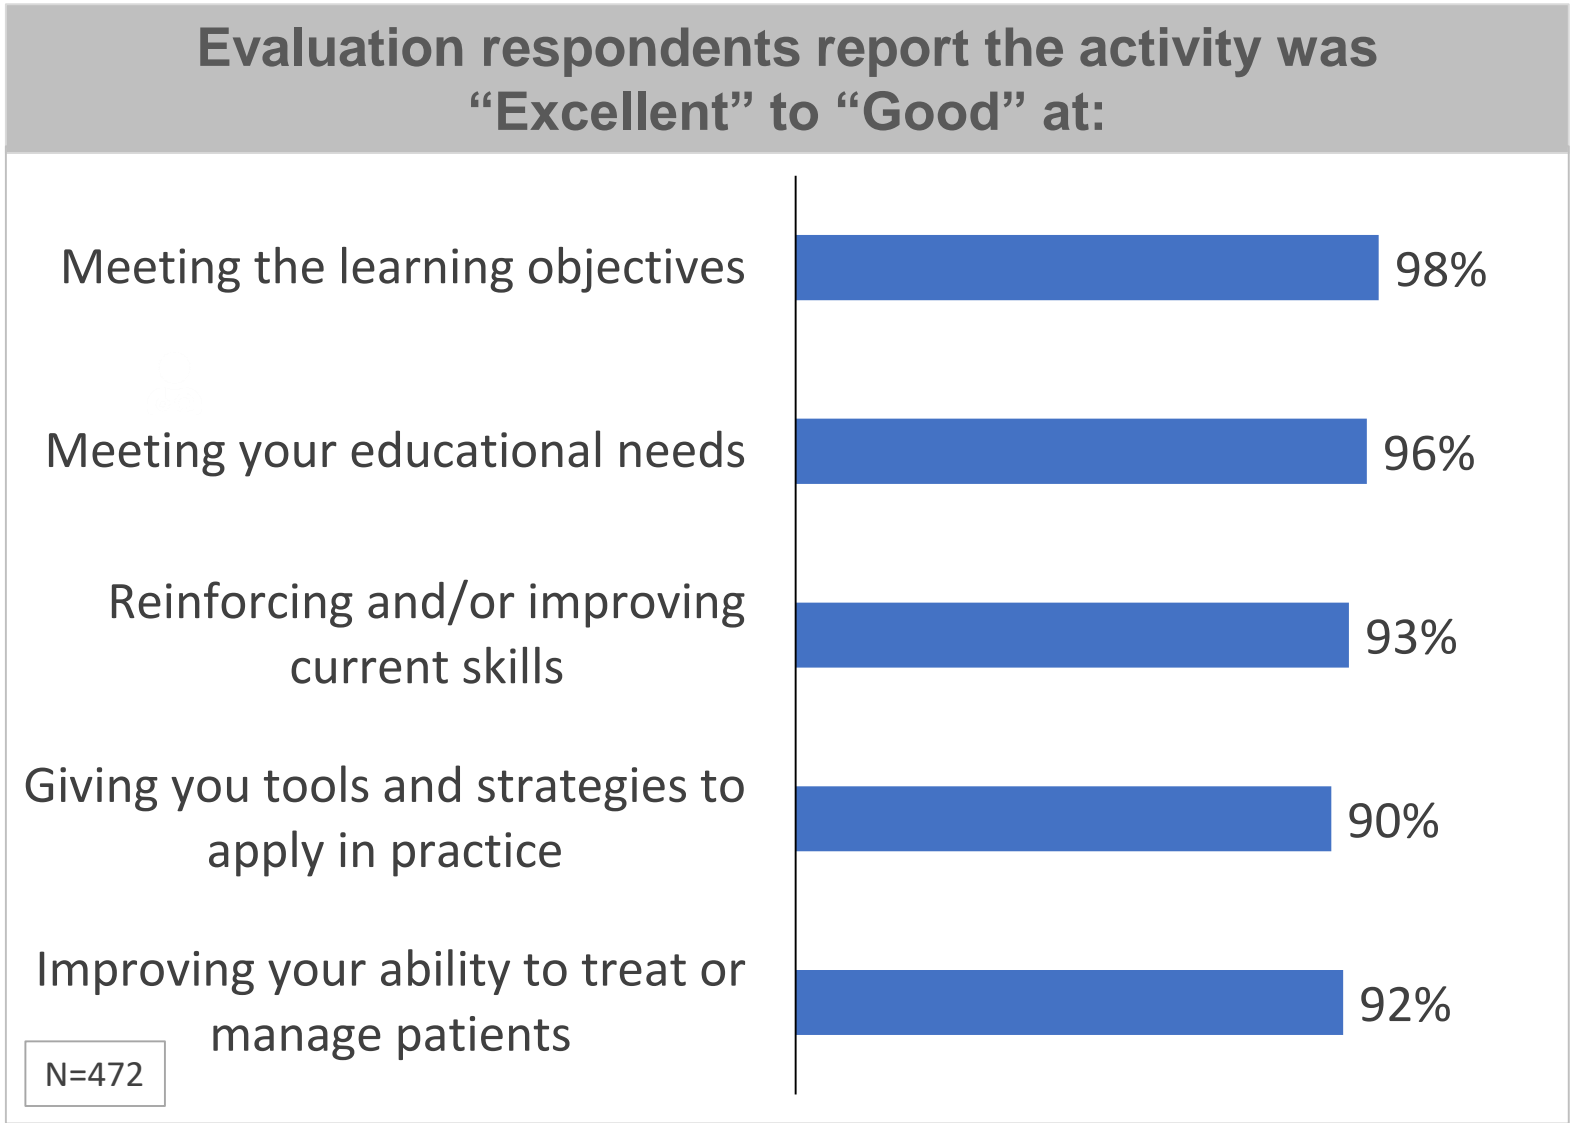 Evaluation respondents report the activity was
“Excellent” to “Good” at:
Meeting the learning objectives
98%
Meeting your educational needs
96%
Reinforcing and/or improving
current skills
93%
Giving you tools and strategies to
apply in practice
90%
Improving your ability to treat or
manage patients
92%
N=472